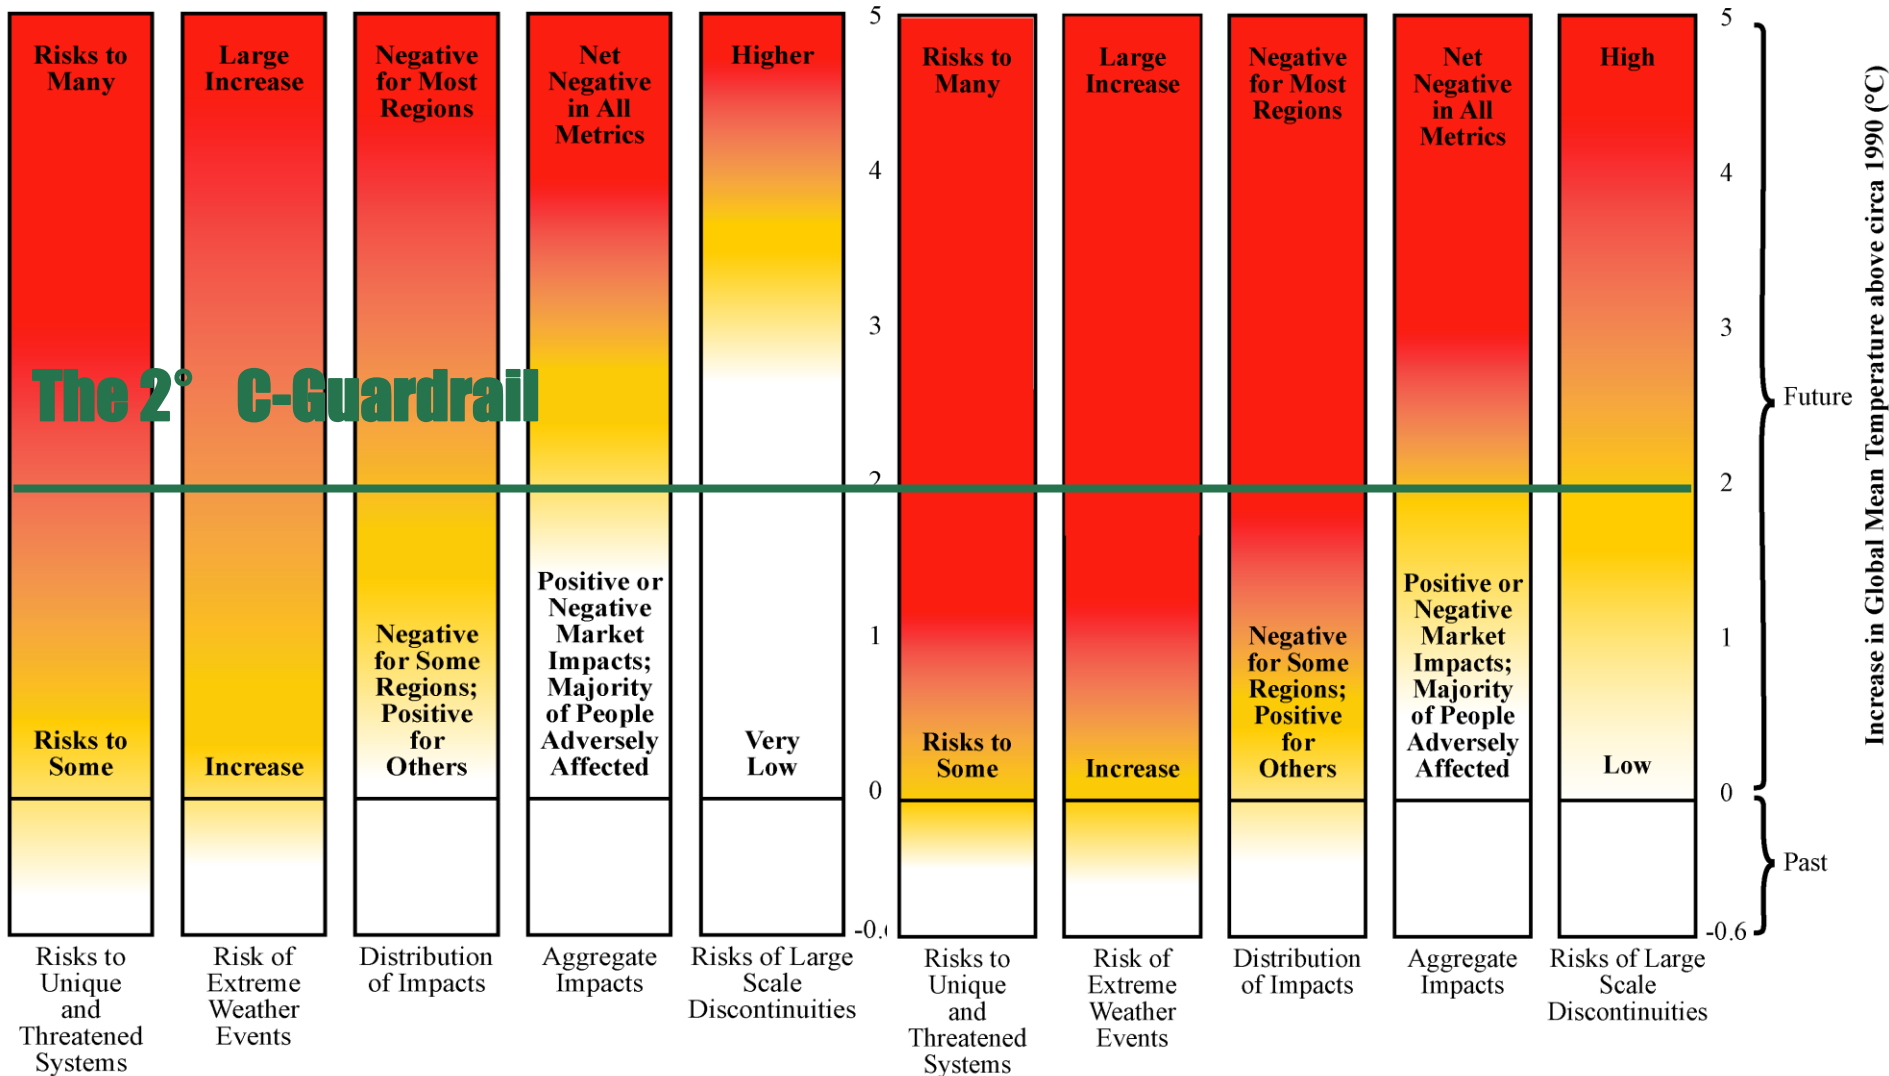 Risks to
Many
Large
Increase
Negative
for Most
Regions
Net
Negative
in All
Metrics
Higher
The 2° C-Guardrail
Risks to
Some
Increase
Negative
for Some
Regions;
Positive
for
Others
Positive or
Negative
Market
Impacts;
Majority
of People
Adversely
Affected
Very
Low
5
4
3
2
1
0
Risks to
Unique
and
Threatened
Systems
Risk of
Extreme
Weather
Events
Distribution
of Impacts
Aggregate
Impacts
Risks of Large
Scale
Discontinuities
Risks to
Many
Large
Increase
Negative
for Most
Regions
Net
Negative
in All
Metrics
High
Risks to
Some
Increase
Negative
for Some
Regions;
Positive
for
Others
Positive or
Negative
Market
Impacts;
Majority
of People
Adversely
Affected
Low
5
4
3
2
1
0
-0.6
Future
Past
Increase in Global Mean Temperature above circa 1990 (°C)
Risks to
Unique
and
Threatened
Systems
Risk of
Extreme
Weather
Events
Distribution
of Impacts
Aggregate
Impacts
Risks of Large
Scale
Discontinuities